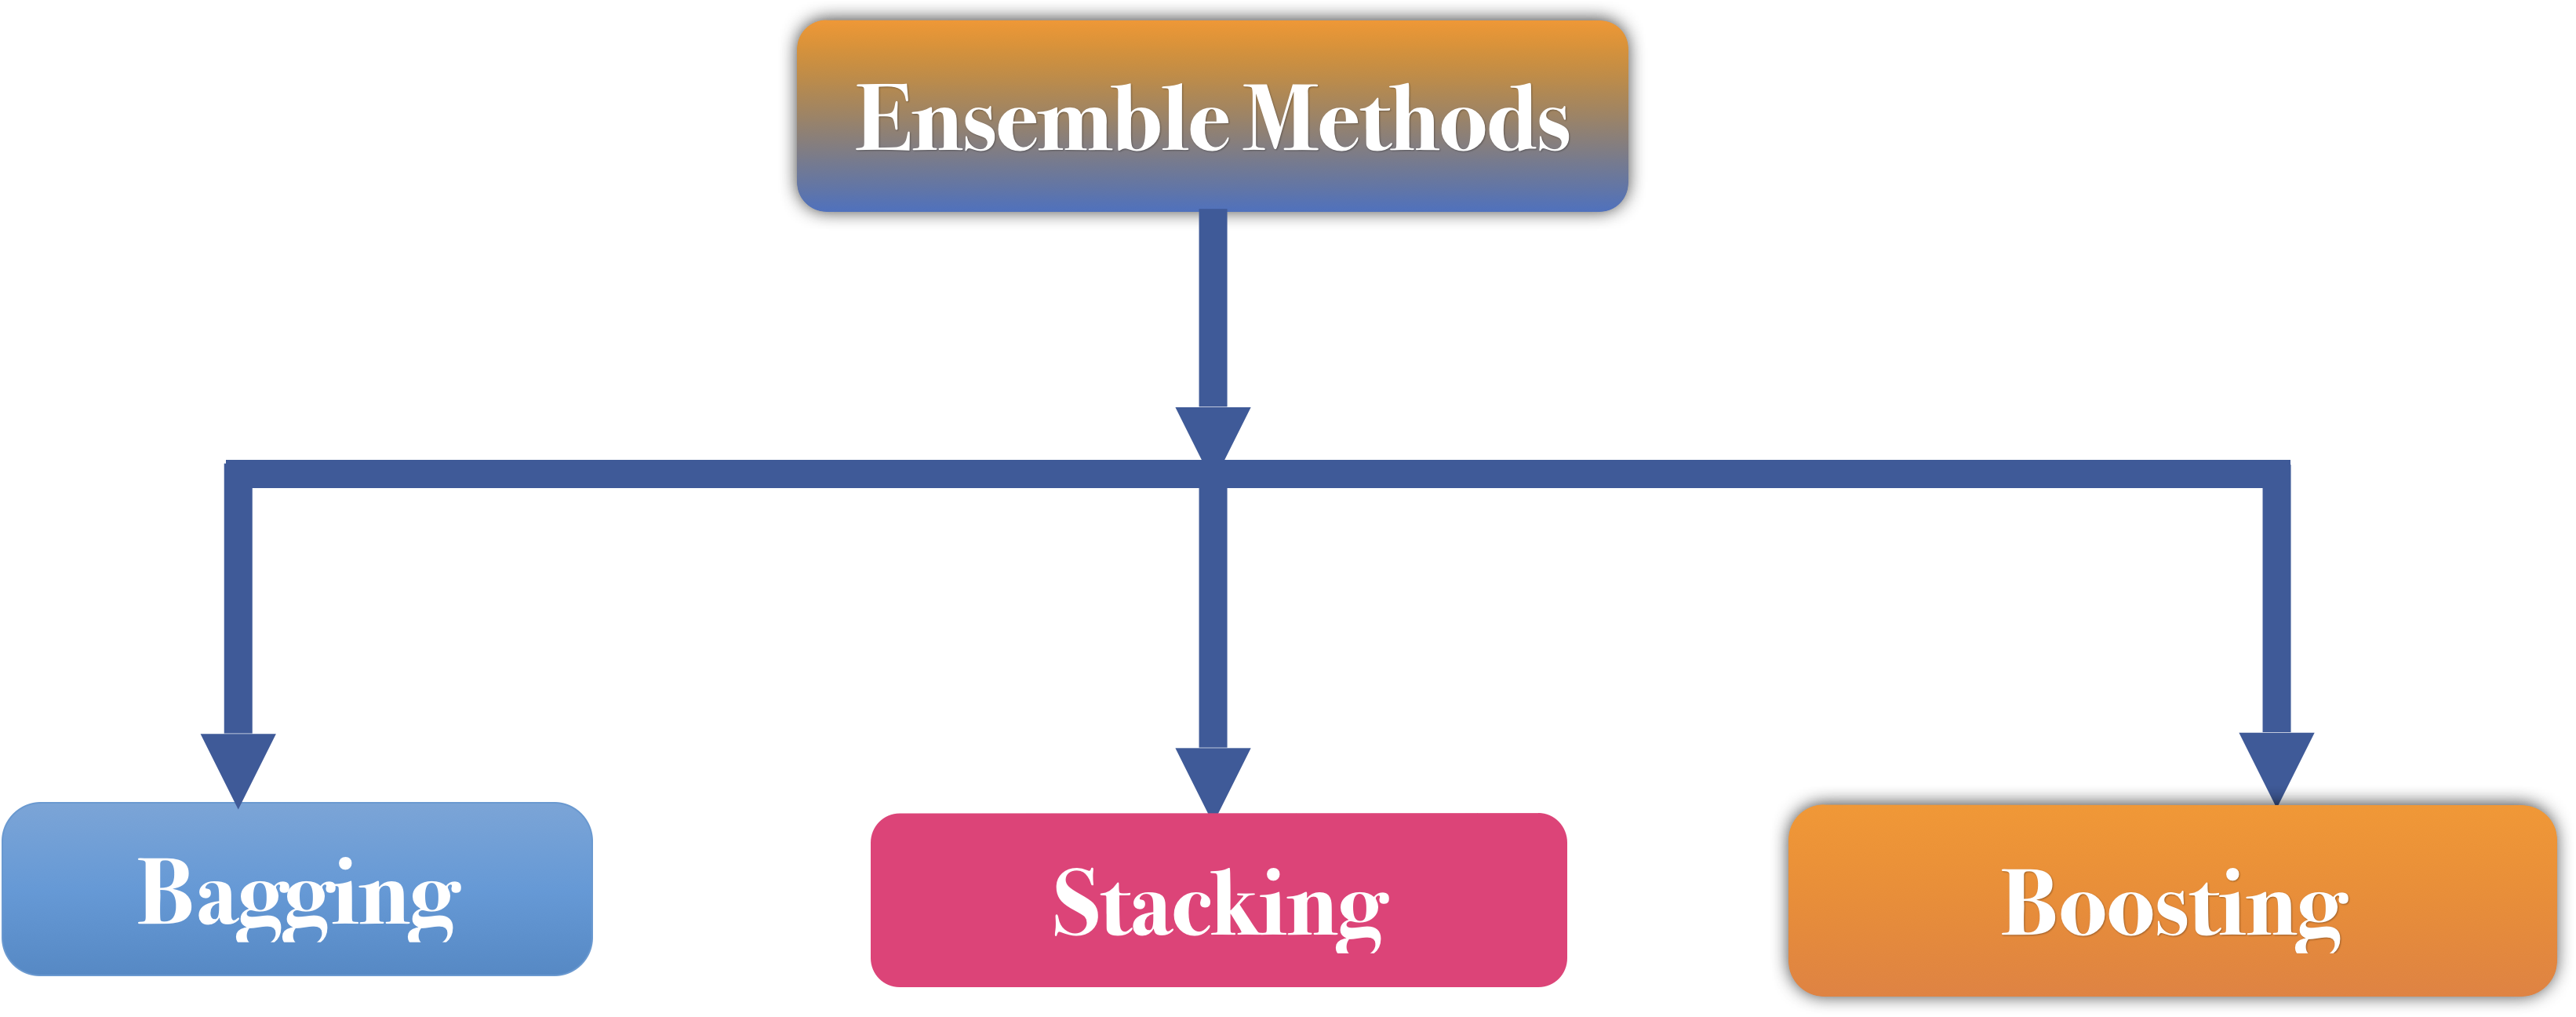 Ensemble Methods
Bagging
Stacking
Boosting